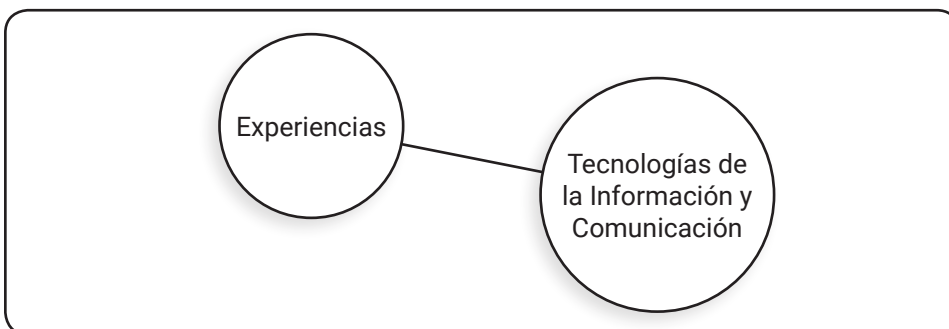 Experiencias
Tecnologías de
la Información y
Comunicación